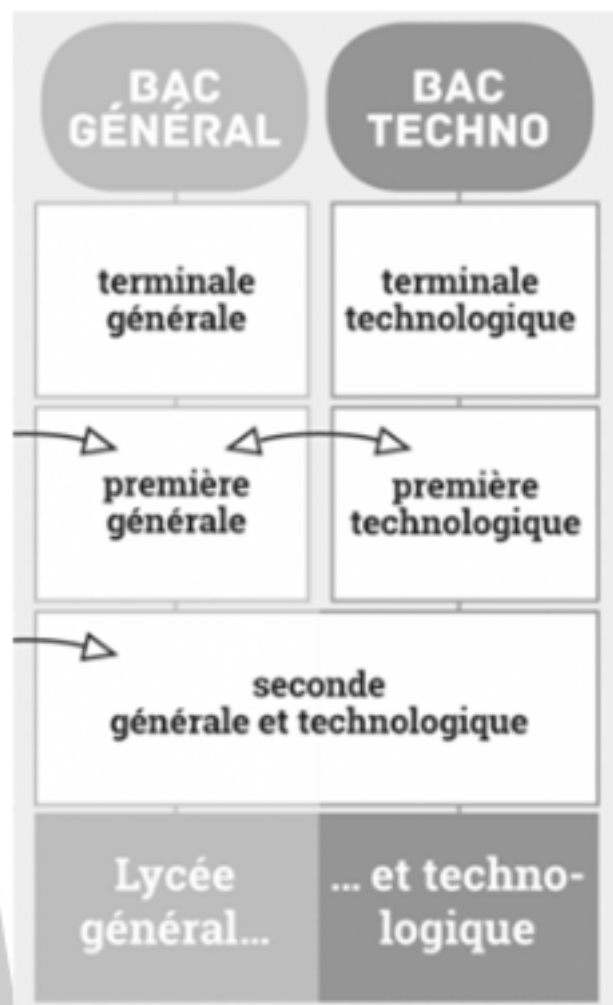 BAC
GÉNÉRAL
BAC
TECHNO
terminale
générale
terminale
technologique
première
générale
première
technologique
seconde
générale et technologique
Lycée
général...
... et techno-
logique